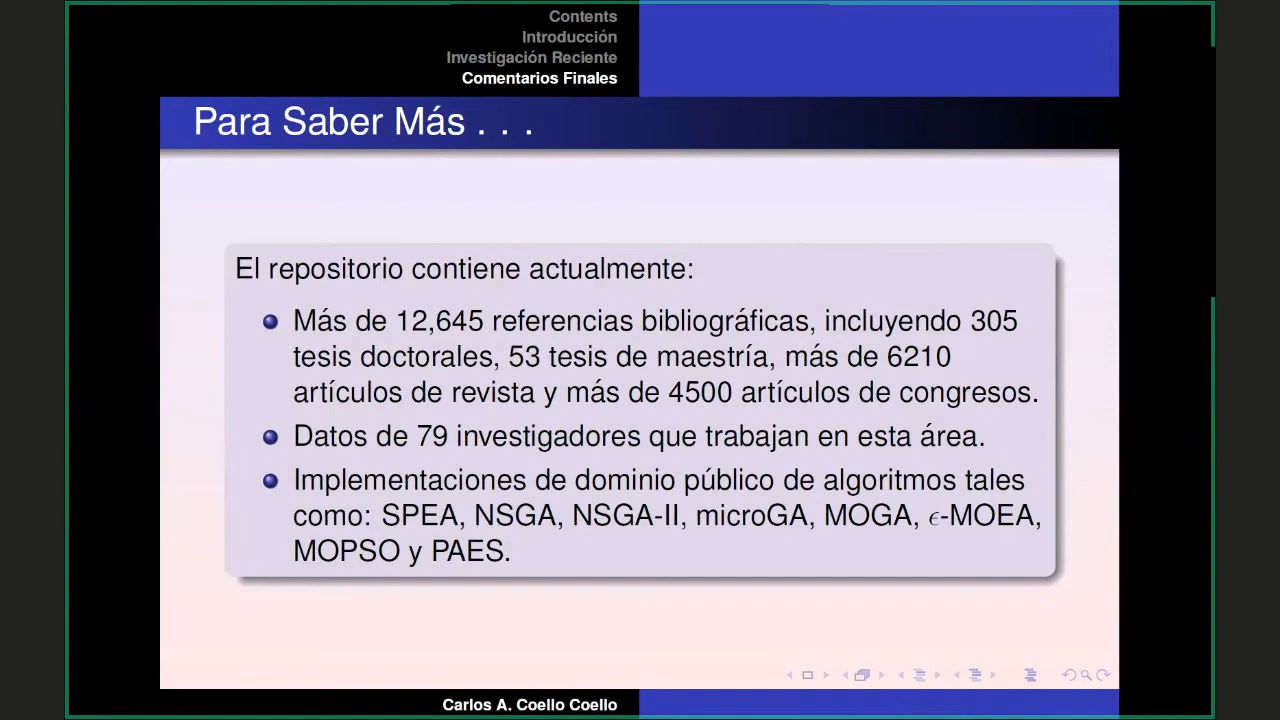 Contents
Introducción
Investigación Reciente
Comentarios Finales
Para Saber Más . . .
El repositorio contiene actualmente:
Más de 12,645 referencias bibliográficas, incluyendo 305
tesis doctorales, 53 tesis de maestría, más de 6210
artículos de revista y más de 4500 artículos de congresos.
Datos de 79 investigadores que trabajan en esta área.
Implementaciones de dominio público de algoritmos tales
como: SPEA, NSGA, NSGA-II, microGA, MOGA, ϵ-MOEA,
MOPSO y PAES.
Carlos A. Coello Coello